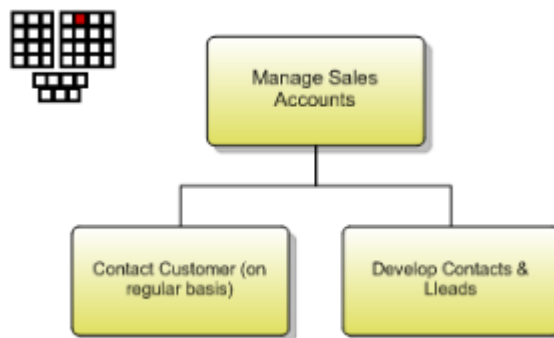 Manage Sales
Accounts
Contact Customer (on
regular basis)
Develop Contacts &
Lleads